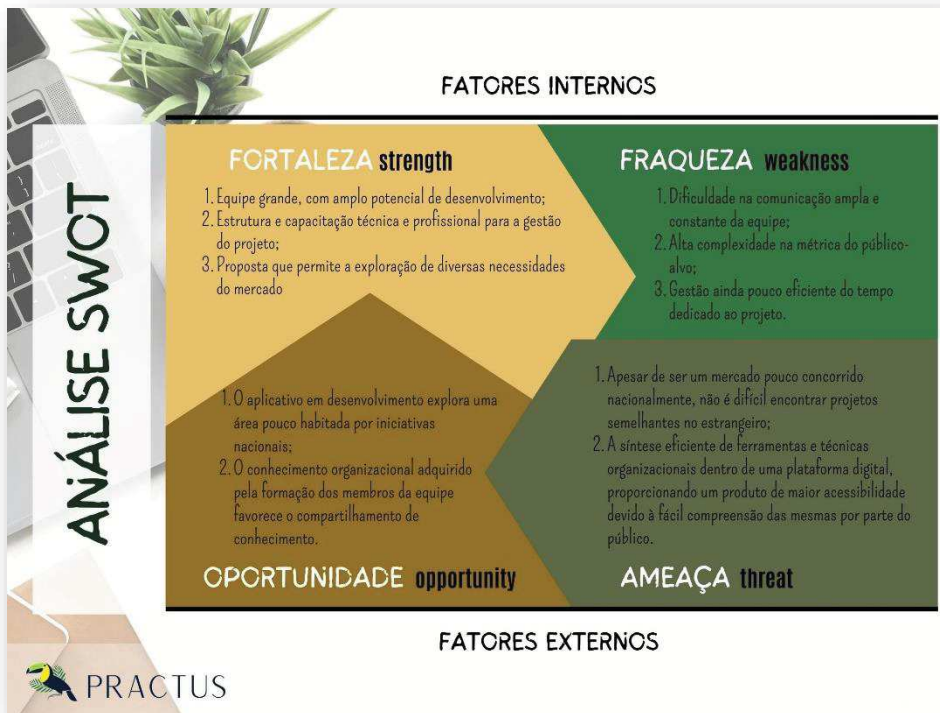 FATORES INTERNOS
ANÁLISE SWOT
FORTALEZA strength
1. Equipe grande, com amplo potencial de desenvolvimento;
2. Estrutura e capacitação técnica e profissional para a gestão
do projeto;
3. Proposta que permite a exploração de diversas necessidades
do mercado
FRAQUEZA weakness
1. Dificuldade na comunicação ampla e
constante da equipe;
2. Alta complexidade na métrica do público-
alvo;
3. Gestão ainda pouco eficiente do tempo
dedicado ao projeto.
1. O aplicativo em desenvolvimento explora uma
área pouco habitada por iniciativas
nacionais;
2. O conhecimento organizacional adquirido
pela formação dos membros da equipe
favorece o compartilhamento de
conhecimento.
OPORTUNIDADE opportunity
1. Apesar de ser um mercado pouco concorrido
nacionalmente, não é difícil encontrar projetos
semelhantes no estrangeiro;
2. A síntese eficiente de ferramentas e técnicas
organizacionais dentro de uma plataforma digital,
proporcionando um produto de maior acessibilidade
devido à fácil compreensão das mesmas por parte do
público.
AMEAÇA threat
FATORES EXTERNOS
PRACTUS